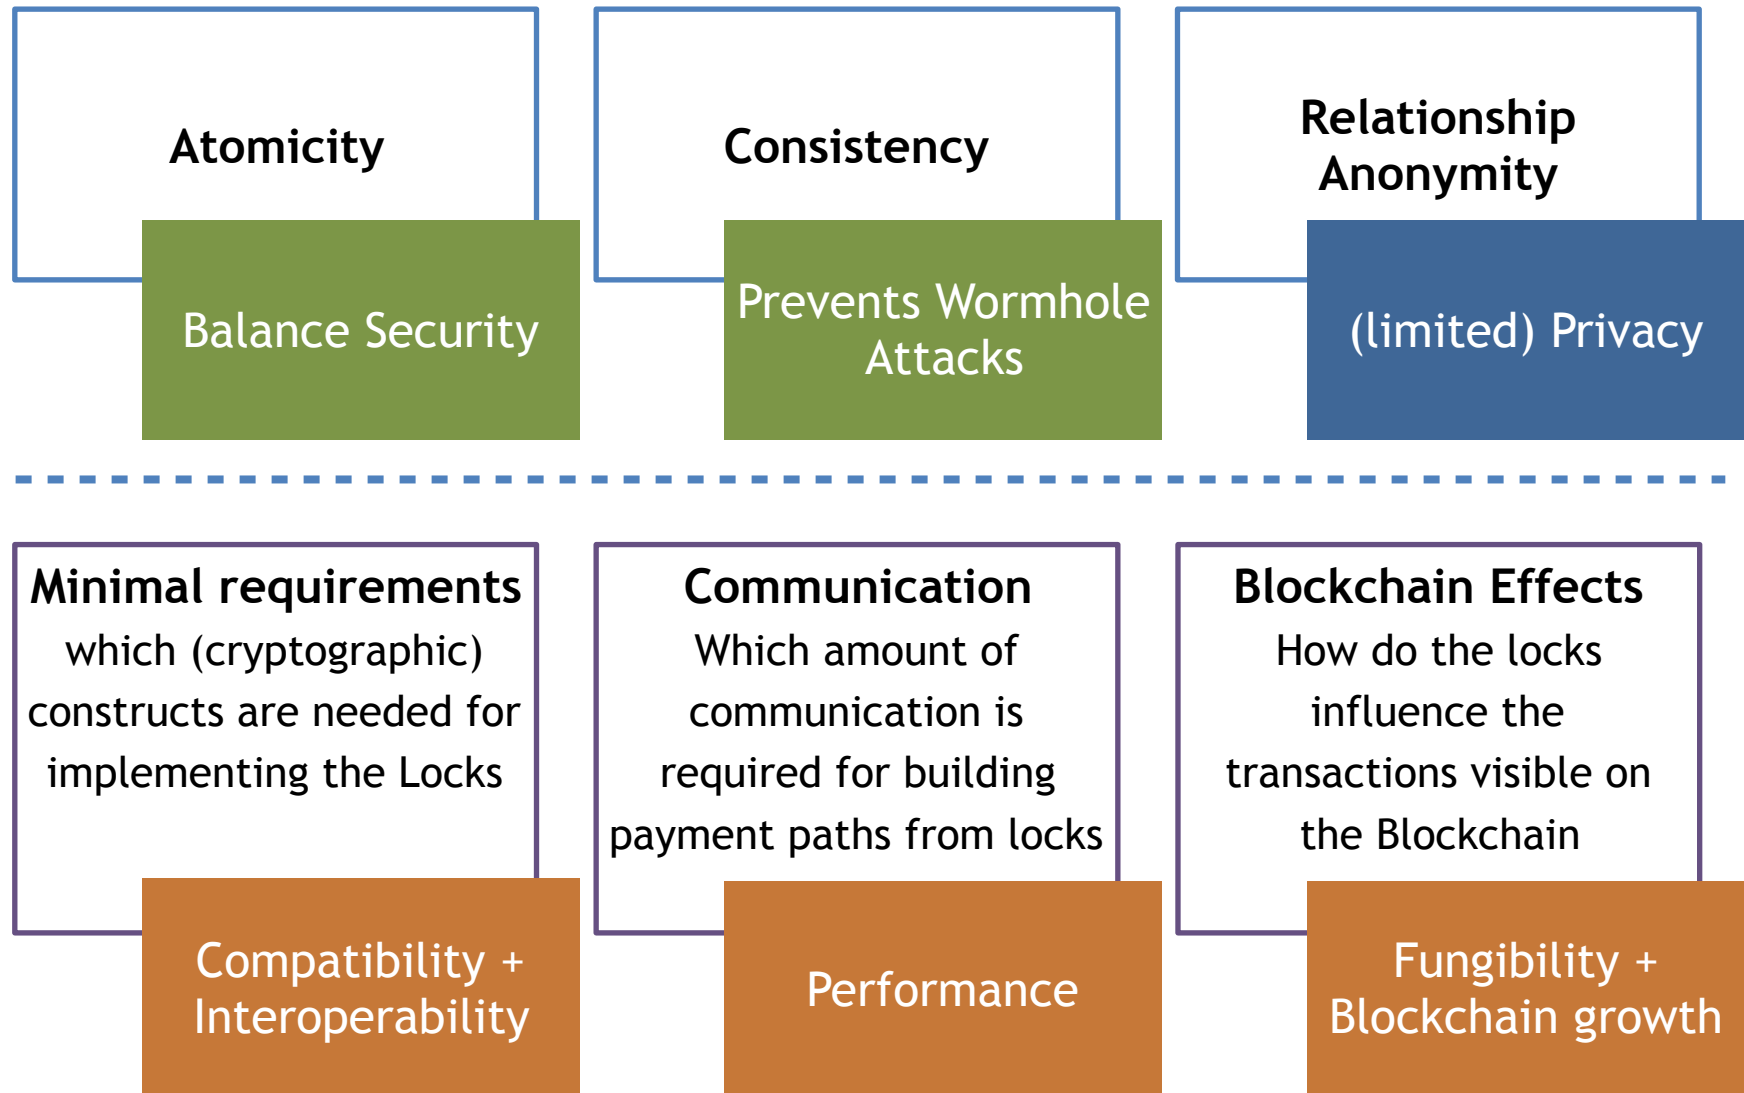 Atomicity
Balance Security
Consistency
Prevents Wormhole
Attacks
Relationship
Anonymity
(limited) Privacy
Minimal requirements
which (cryptographic)
constructs are needed for
implementing the Locks
Compatibility +
Interoperability
Communication
Which amount of
communication is
required for building
payment paths from locks
Performance
Blockchain Effects
How do the locks
influence the
transactions visible on
the Blockchain
Fungibility +
Blockchain growth